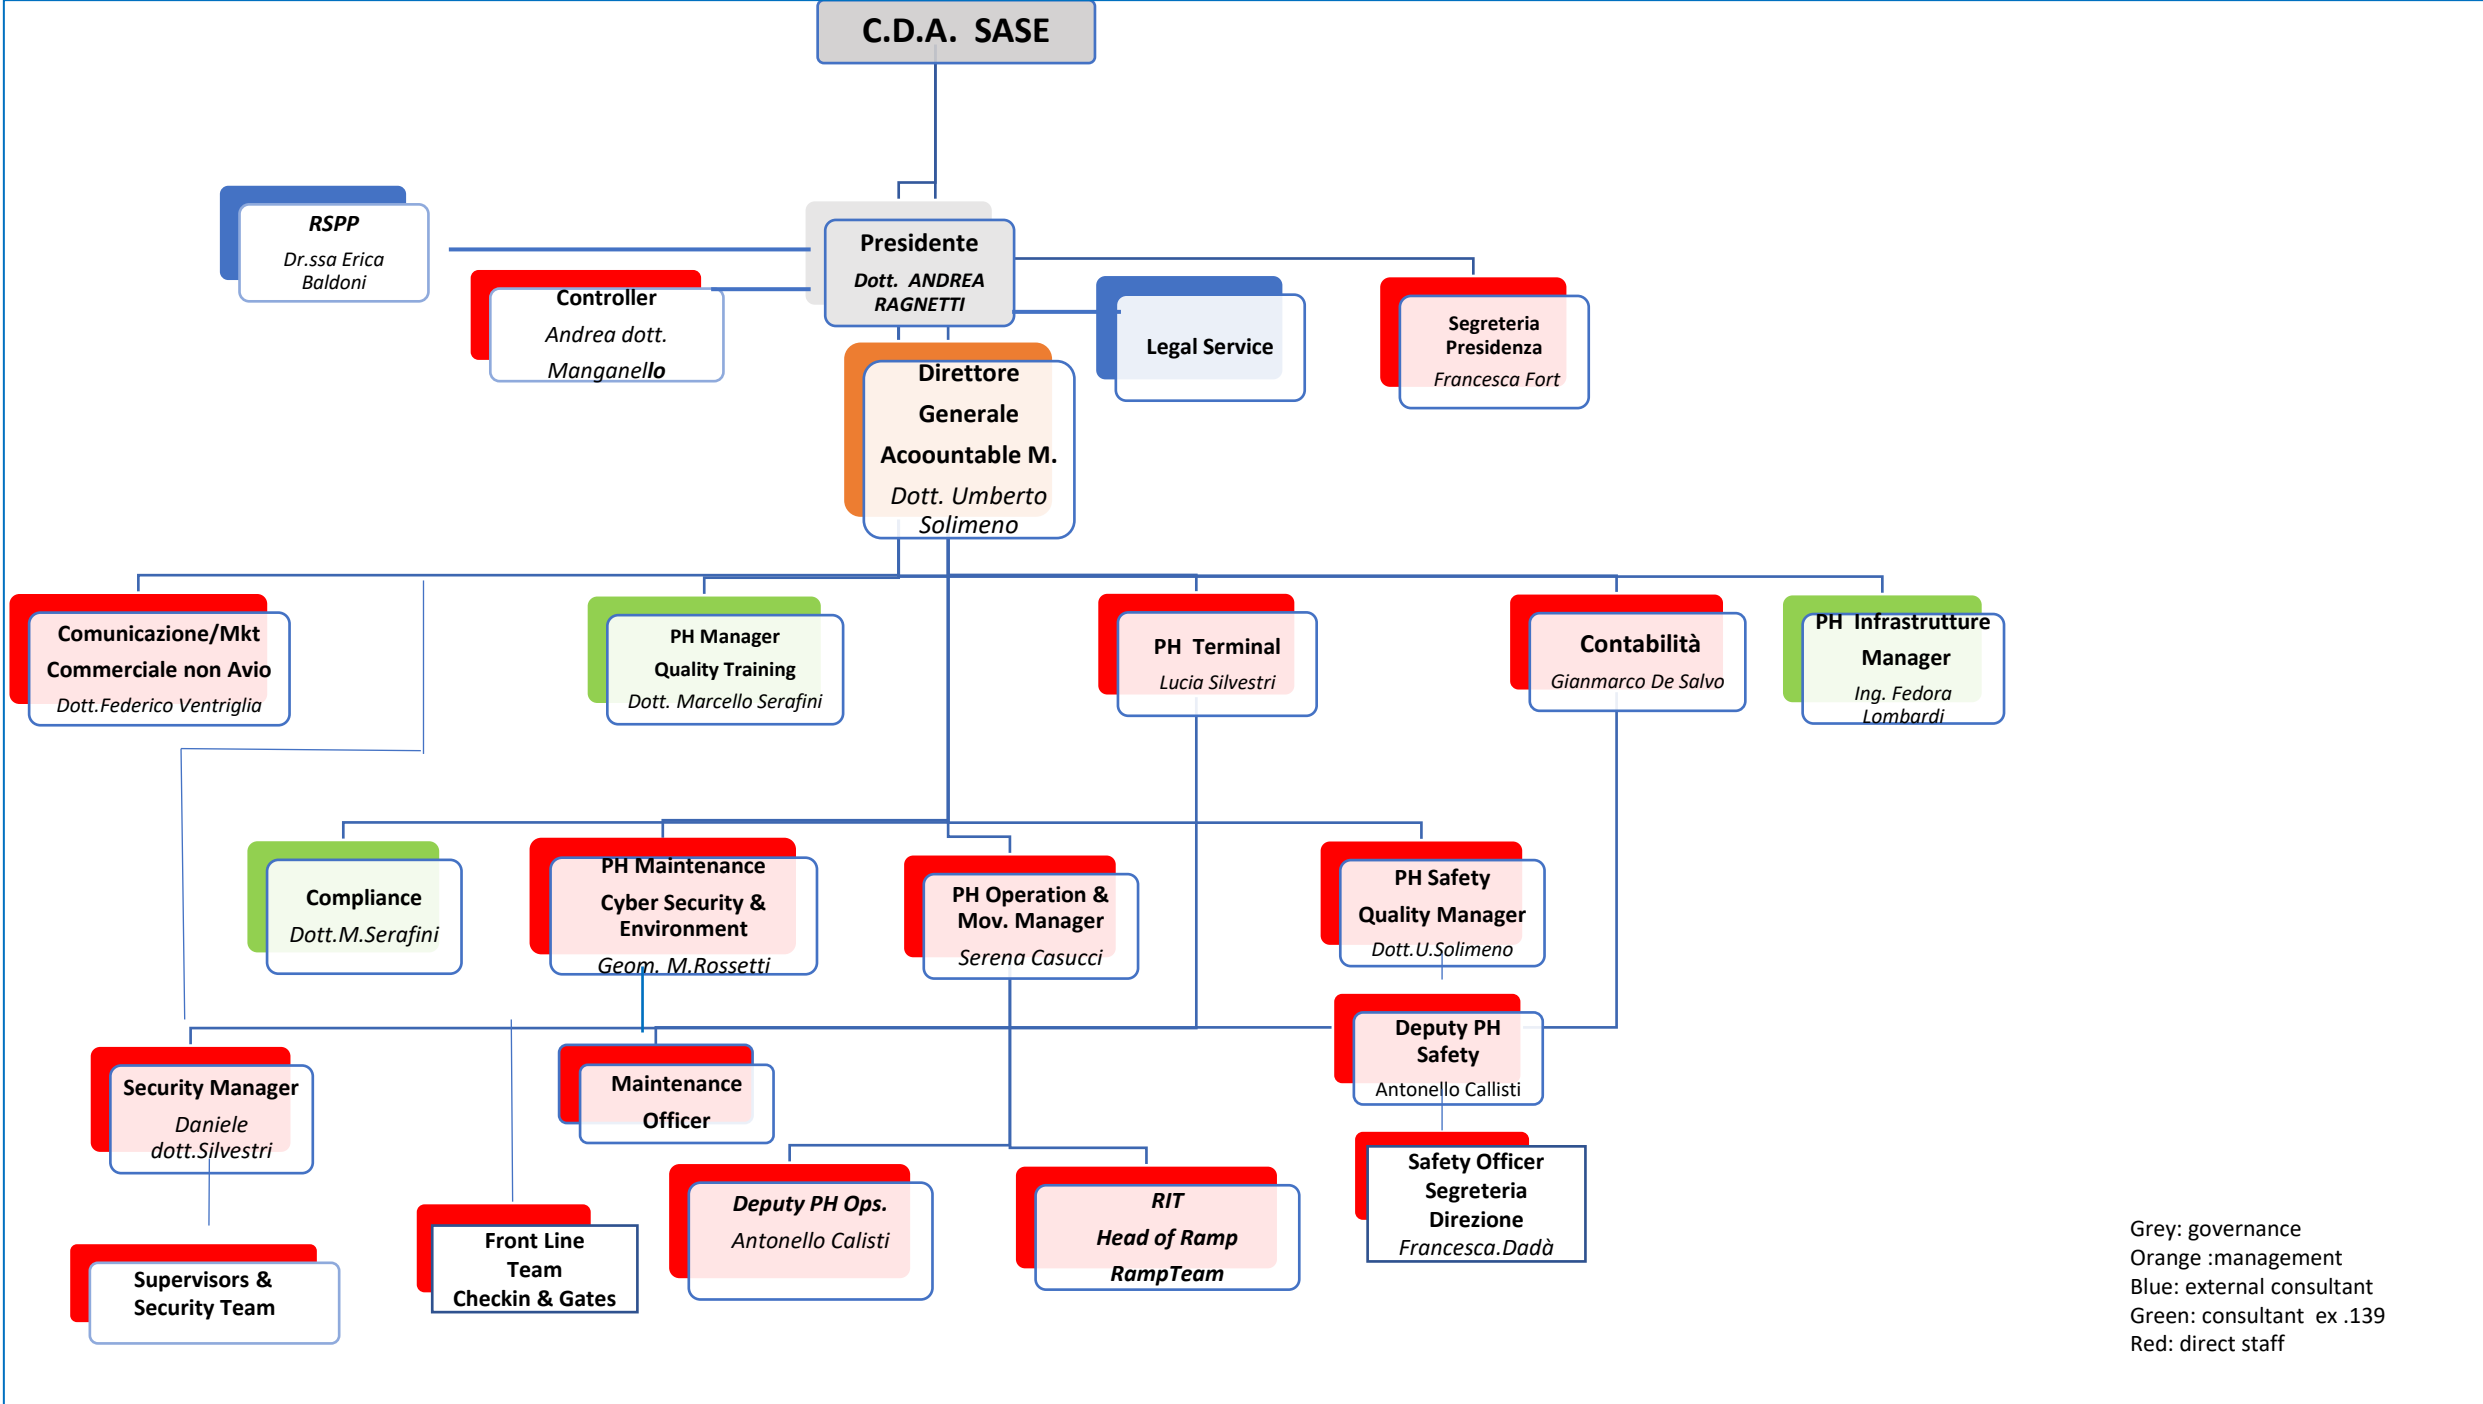 C.D.A. SASE
RSPP
Dr.ssa Erica
Baldoni
Presidente
Dott. ANDREA
RAGNETTI
Controller
Andrea dott.
Manganello
Legal Service
Segreteria
Presidenza
Francesca Fort
Direttore
Generale
Acoountable M.
Dott. Umberto
Solimeno
Comunicazione/Mkt
Commerciale non Avio
Dott.Federico Ventriglia
PH Manager
Quality Training
Dott. Marcello Serafini
PH Terminal
Lucia Silvestri
Contabilità
Gianmarco De Salvo
PH Infrastrutture
Manager
Ing. Fedora
Lombardi
Compliance
Dott.M.Serafini
PH Maintenance
Cyber Security &
Environment
Geom. M.Rossetti
PH Operation &
Mov. Manager
Serena Casucci
PH Safety
Quality Manager
Dott.U.Solimeno
Deputy PH
Safety
Antonello Callisti
Security Manager
Daniele
dott.Silvestri
Maintenance
Officer
Safety Officer
Segreteria
Direzione
Francesca.Dadà
Deputy PH Ops.
Antonello Calisti
RIT
Head of Ramp
RampTeam
Front Line
Team
Checkin & Gates
Supervisors &
Security Team
Grey: governance
Orange :management
Blue: external consultant
Green: consultant ex .139
Red: direct staff